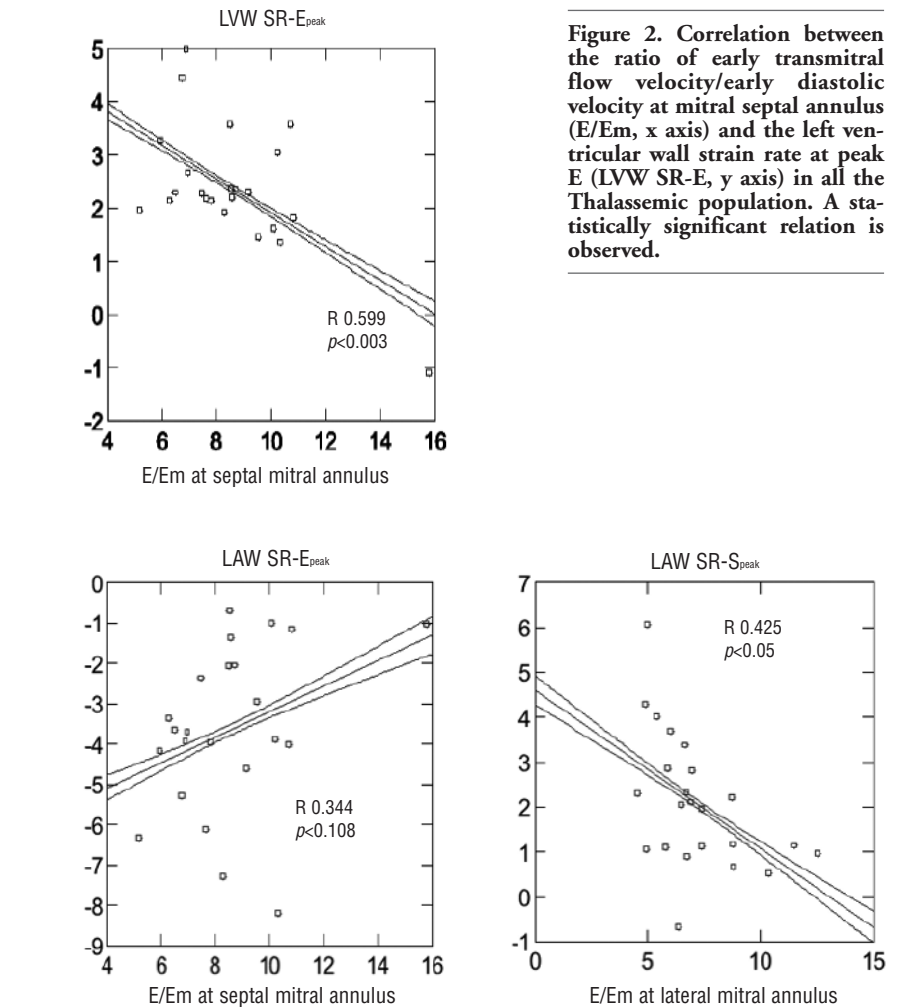 LVW SR-Epeak
5
4
3
2
1
0
-1
-2
4 6 8 10 12 14 16
R 0.599
p<0.003
E/Em at septal mitral annulus
Figure 2. Correlation between
the ratio of early transmitral
flow velocity/early diastolic
velocity at mitral septal annulus
(E/Em, x axis) and the left ven-
tricular wall strain rate at peak
E (LVW SR-E, y axis) in all the
Thalassemic population. A sta-
tistically significant relation is
observed.
LAW SR-Epeak
0
-1
-2
-3
-4
-5
-6
-7
-8
-9
4 6 8 10 12 14 16
R 0.344
p<0.108
E/Em at septal mitral annulus
LAW SR-Speak
7
6
5
4
3
2
1
0
-1
0 5 10 15
R 0.425
p<0.05
E/Em at lateral mitral annulus